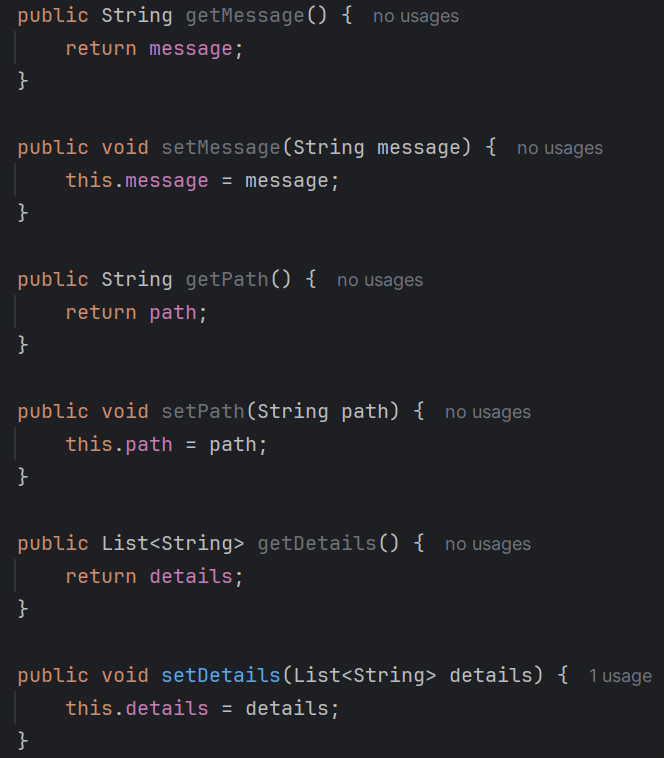 public String getMessage() { no usages
    return message;
}
public void setMessage(String message) { no usages
    this.message = message;
}
public String getPath() { no usages
    return path;
}
public void setPath(String path) { no usages
    this.path = path;
}
public List<String> getDetails() { no usages
    return details;
}
public void setDetails(List<String> details) { 1 usage
    this.details = details;
}